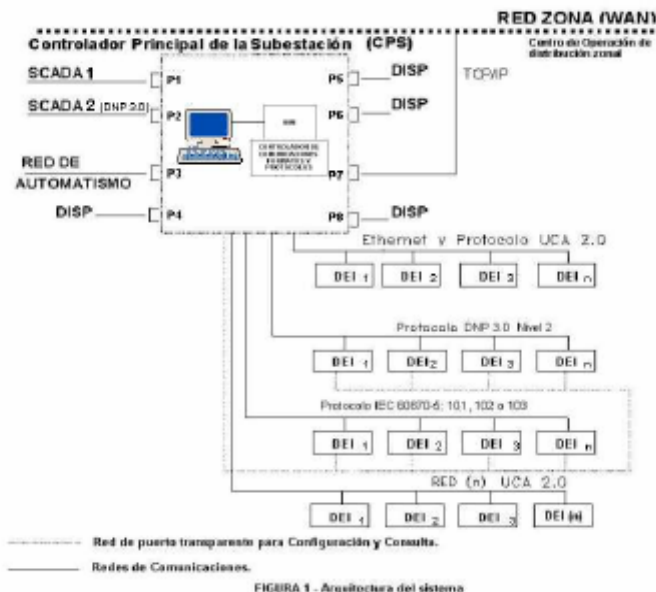 RED ZONA (WAN)
Controlador Principal de la Subestación (CPS)
Centro de Operación de
distribución zonal
SCADA 1
P1
P5
DISP
TCP/IP
SCADA 2 (DNP 3.0)
P2
P6
DISP
CONTROLADOR DE
COMUNICACIONES
FORMATOS Y
PROTOCOLOS
RED DE
AUTOMATISMO
P3
P7
DISP
P4
P8
DISP
Ethernet y Protocolo UCA 2.0
DEI 1 DEI 2 DEI 3 DEI n
Protocolo DNP 3.0 Nivel 2
DEI 1 DEI 2 DEI 3 DEI n
Protocolo IEC 60870-5: 101, 102 o 103
DEI 1 DEI 2 DEI 3 DEI n
RED (n) UCA 2.0
DEI 1 DEI 2 DEI 3 DEI (n)
Red de puerto transparente para Configuración y Consulta.
Redes de Comunicaciones.
FIGURA 1 - Arquitectura del sistema